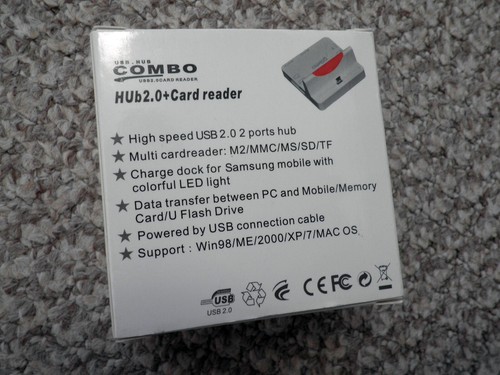 USB.HUB
COMBO
USB2.0CARD READER
HUb2.0+Card reader
★ High speed USB 2.0 2 ports hub
★ Multi cardreader: M2/MMC/MS/SD/TF
★ Charge dock for Samsung mobile with
colorful LED light
★ Data transfer between PC and Mobile/Memory
Card/U Flash Drive
★ Powered by USB connection cable
★ Support : Win98/ME/2000/XP/7/MAC OS
USB
USB 2.0
CE FC